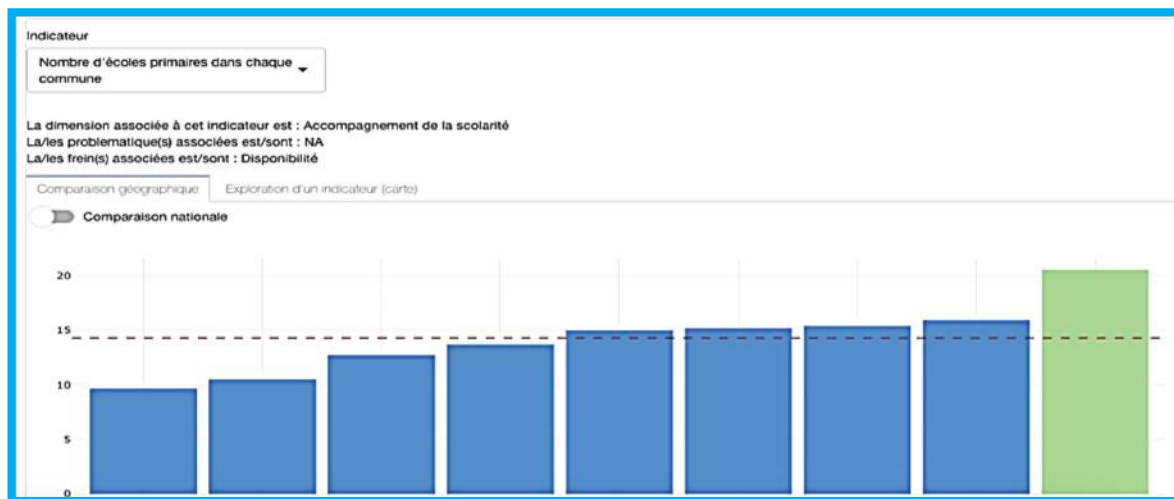 Indicateur
Nombre d'écoles primaires dans chaque
commune
La dimension associée à cet indicateur est : Accompagnement de la scolarité
La/les problematique(s) associées est/sont : NA
La/les frein(s) associées est/sont : Disponibilité
Comparaison géographique Exploration d'un indicateur (carte)
Comparaison nationale
20
15
10
5
0